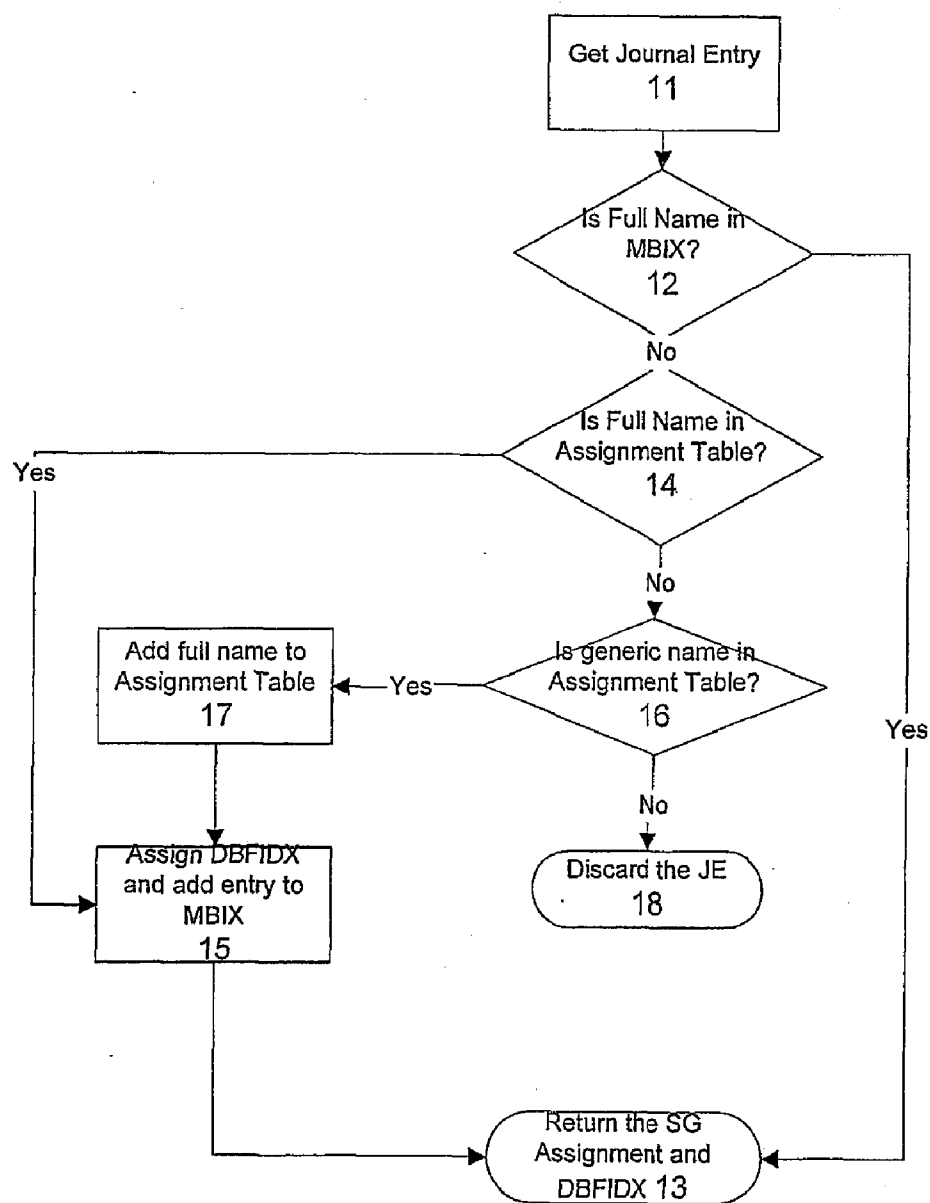 Get Journal Entry
11
Is Full Name in
MBIX?
12
No
Is Full Name in
Assignment Table?
14
Yes
No
Is generic name in
Assignment Table?
16
Yes
Add full name to
Assignment Table
17
Yes
No
Assign DBFIDX
and add entry to
MBIX
15
Discard the JE
18
Return the SG
Assignment and
DBFIDX 13